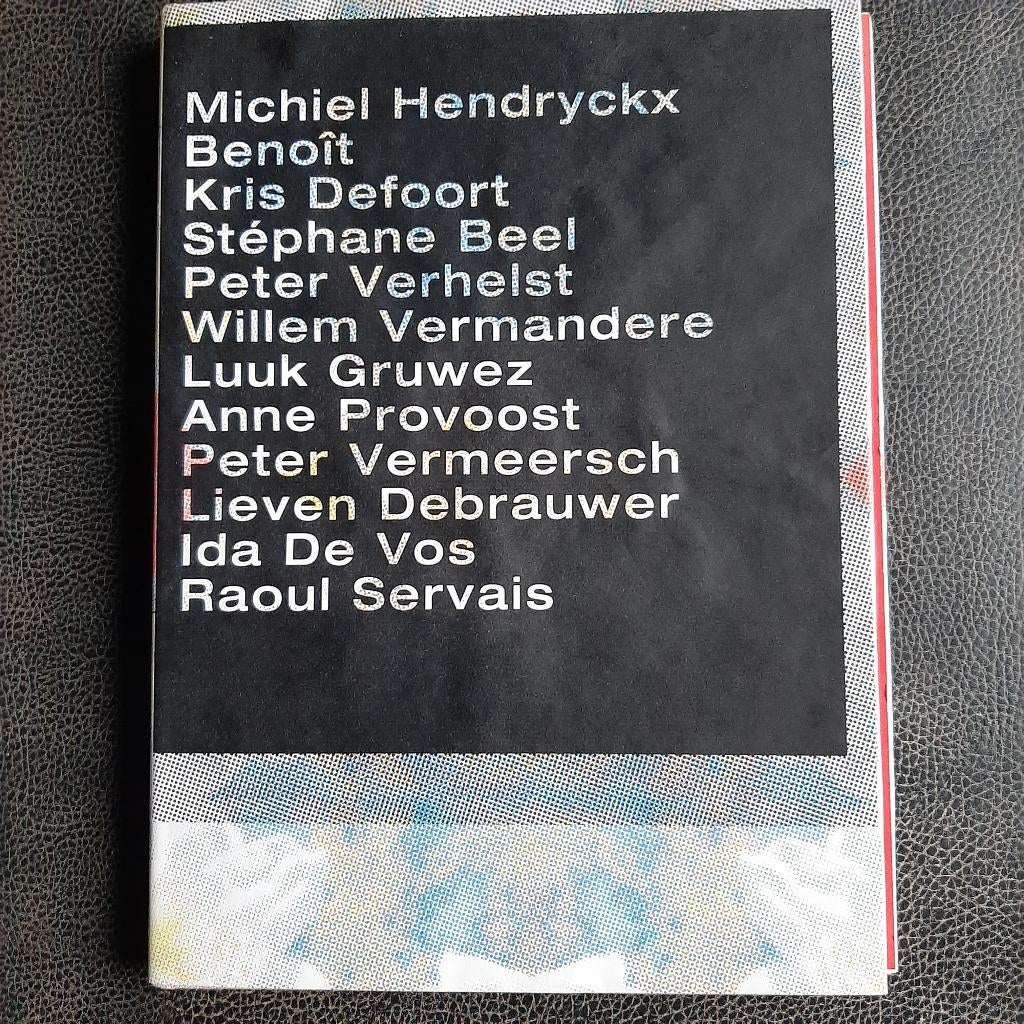 Michiel Hendryckx
Benoît
Kris Defoort
Stéphane Beel
Peter Verhelst
Willem Vermandere
Luuk Gruwez
Anne Provoost
Peter Vermeersch
Lieven Debrauwer
Ida De Vos
Raoul Servais